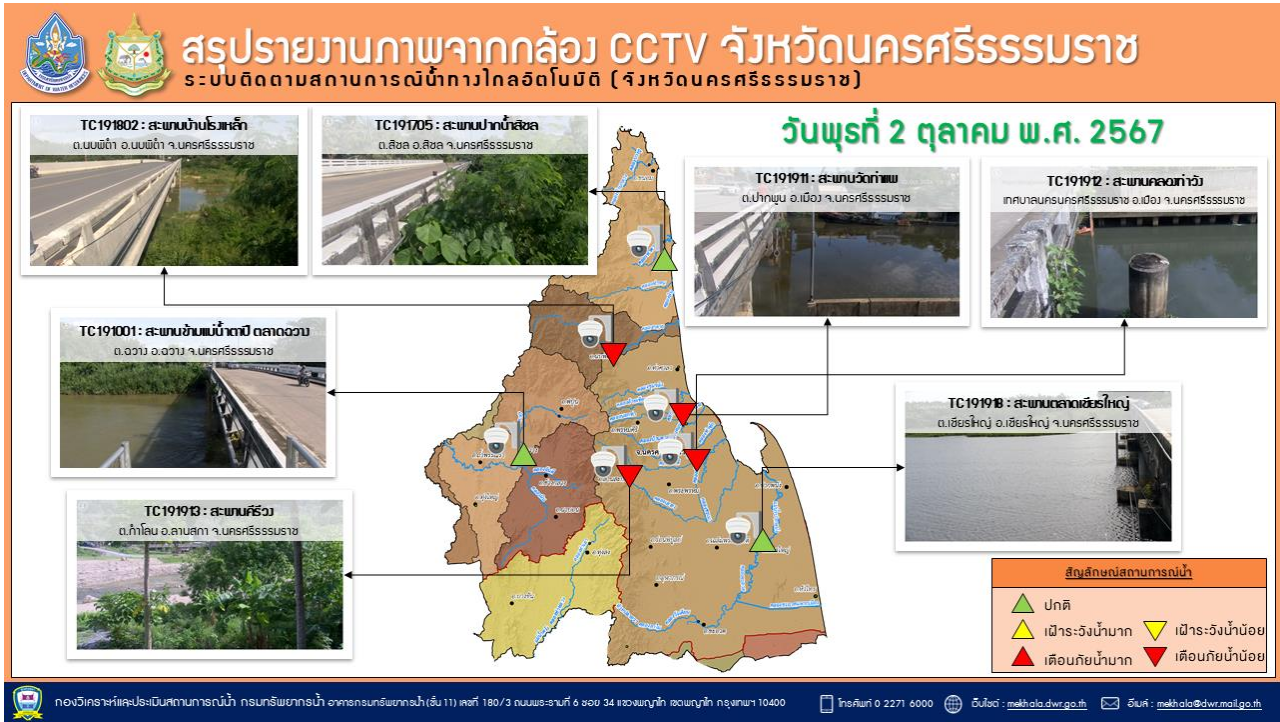 สรุปรายงานภาพจากกล้อง CCTV จังหวัดนครศรีธรรมราช
ระบบติดตามสถานการณ์น้ำทางไกลอัตโนมัติ (จังหวัดนครศรีธรรมราช)
วันพุธที่ 2 ตุลาคม พ.ศ. 2567
TC191802 : สะพานบ้านโรงเหล็ก
ต.นบพิตำ อ.นบพิตำ จ.นครศรีธรรมราช
TC191705 : สะพานปากน้ำสิชล
ต.สิชล อ.สิชล จ.นครศรีธรรมราช
TC191911 : สะพานวัดท่าแพ
ต.ปากพูน อ.เมือง จ.นครศรีธรรมราช
TC191912 : สะพานคลองท่าวัง
เทศบาลนครนครศรีธรรมราช อ.เมือง จ.นครศรีธรรมราช
TC191001 : สะพานข้ามแม่น้ำตาปี ตลาดฉวาง
ต.ฉวาง อ.ฉวาง จ.นครศรีธรรมราช
TC191918 : สะพานตลาดเชียรใหญ่
ต.เชียรใหญ่ อ.เชียรใหญ่ จ.นครศรีธรรมราช
TC191913 : สะพานคีรีวง
ต.กำโลน อ.ลานสกา จ.นครศรีธรรมราช
สัญลักษณ์สถานการณ์น้ำ
ปกติ
เฝ้าระวังน้ำมาก เฝ้าระวังน้ำน้อย
เตือนภัยน้ำมาก เตือนภัยน้ำน้อย
กองวิเคราะห์และประเมินสถานการณ์น้ำ กรมทรัพยากรน้ำ อาคารกรมทรัพยากรน้ำ(ชั้น 11) เลขที่ 180/3 ถนนพระรามที่ 6 ซอย 34 แขวงพญาไท เขตพญาไท กรุงเทพฯ 10400 โทรศัพท์ 0 2271 6000 เว็บไซต์ : mekhala.dwr.go.th อีเมล์ : mekhala@dwr.mail.go.th